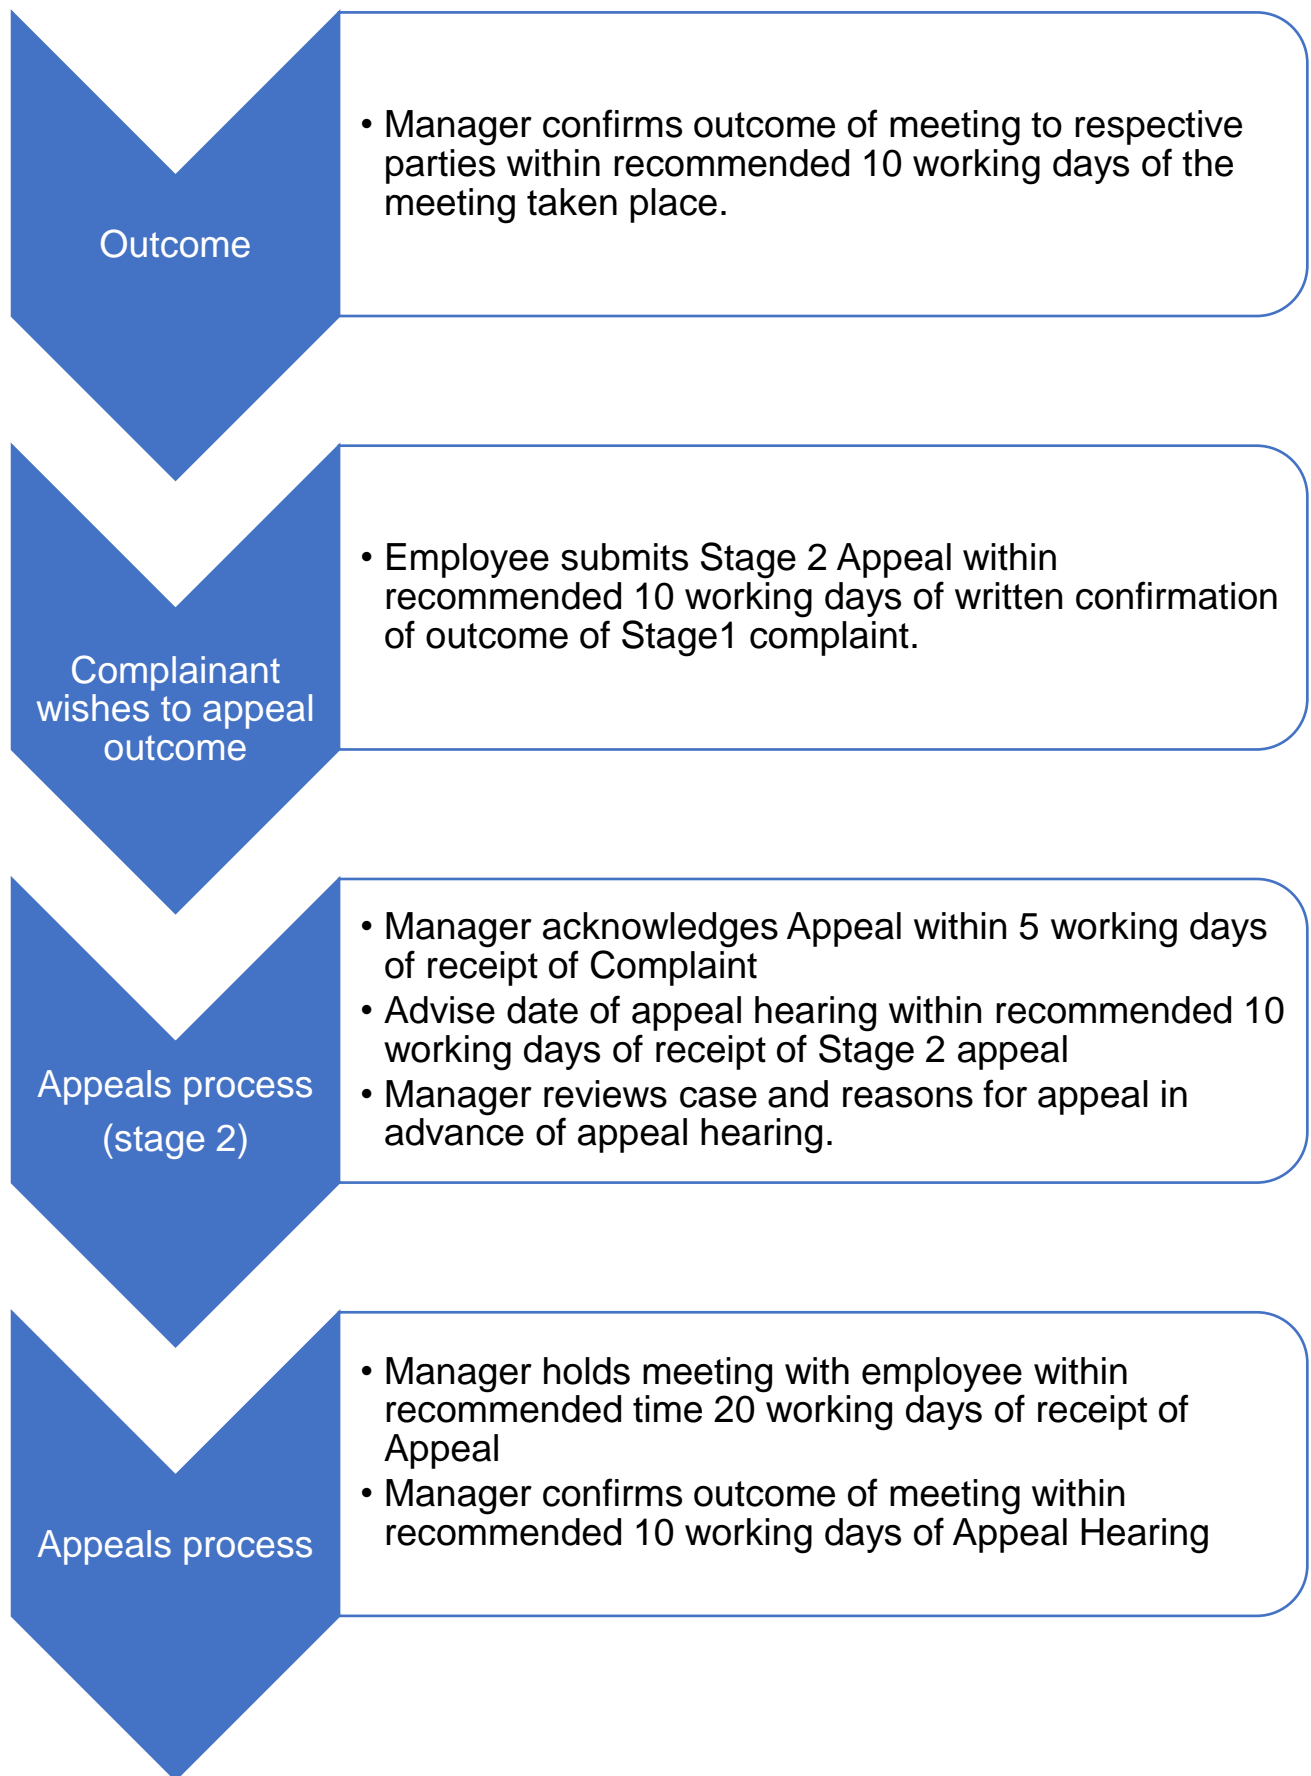 Outcome
• Manager confirms outcome of meeting to respective
parties within recommended 10 working days of the
meeting taken place.
Complainant
wishes to appeal
outcome
• Employee submits Stage 2 Appeal within
recommended 10 working days of written confirmation
of outcome of Stage1 complaint.
Appeals process
(stage 2)
• Manager acknowledges Appeal within 5 working days
of receipt of Complaint
• Advise date of appeal hearing within recommended 10
working days of receipt of Stage 2 appeal
• Manager reviews case and reasons for appeal in
advance of appeal hearing.
Appeals process
• Manager holds meeting with employee within
recommended time 20 working days of receipt of
Appeal
• Manager confirms outcome of meeting within
recommended 10 working days of Appeal Hearing